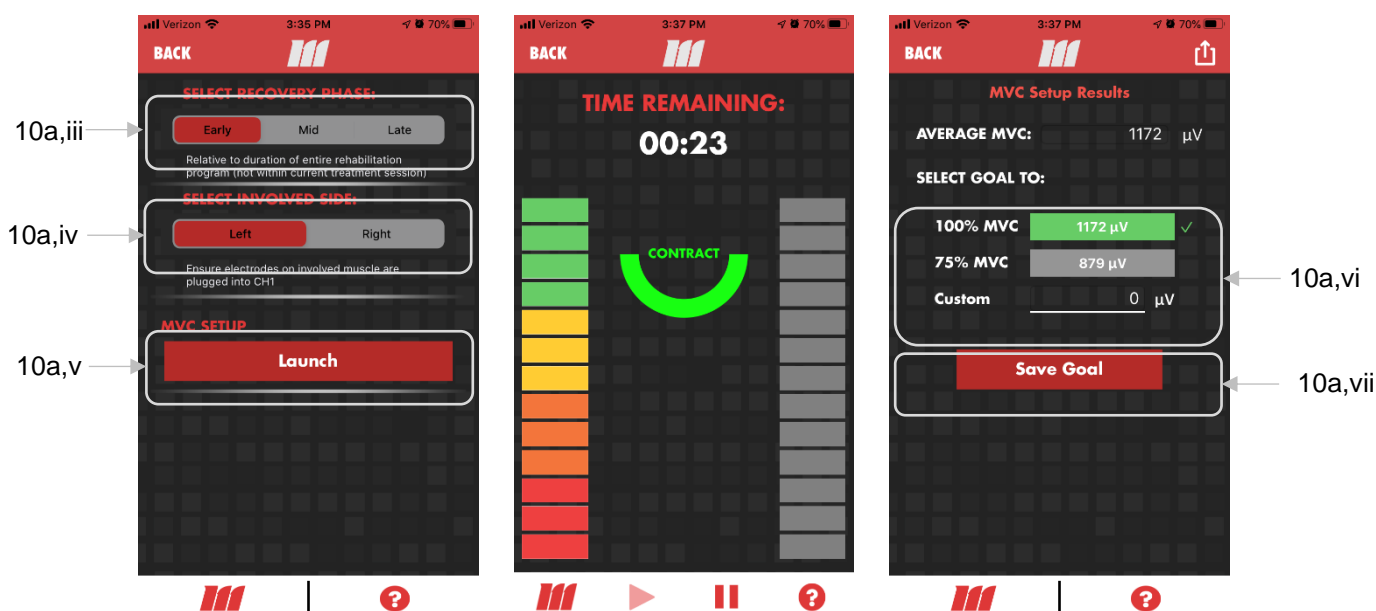 Verizon 3:35 PM 70%
BACK
SELECT RECOVERY PHASE:
10a,iii
Early Mid Late
Relative to duration of entire rehabilitation
program (not within current treatment session)
SELECT INVOLVED SIDE:
10a,iv
Left Right
Ensure electrodes on involved muscle are
plugged into CH1
MVC SETUP
10a,v
Launch
?
Verizon 3:37 PM 70%
BACK
TIME REMAINING:
00:23
CONTRACT
?
Verizon 3:37 PM 70%
BACK
MVC Setup Results
AVERAGE MVC: 1172 µV
SELECT GOAL TO:
100% MVC 1172 µV ✓
75% MVC 879 µV
10a,vi
Custom 0 µV
Save Goal
10a,vii
?